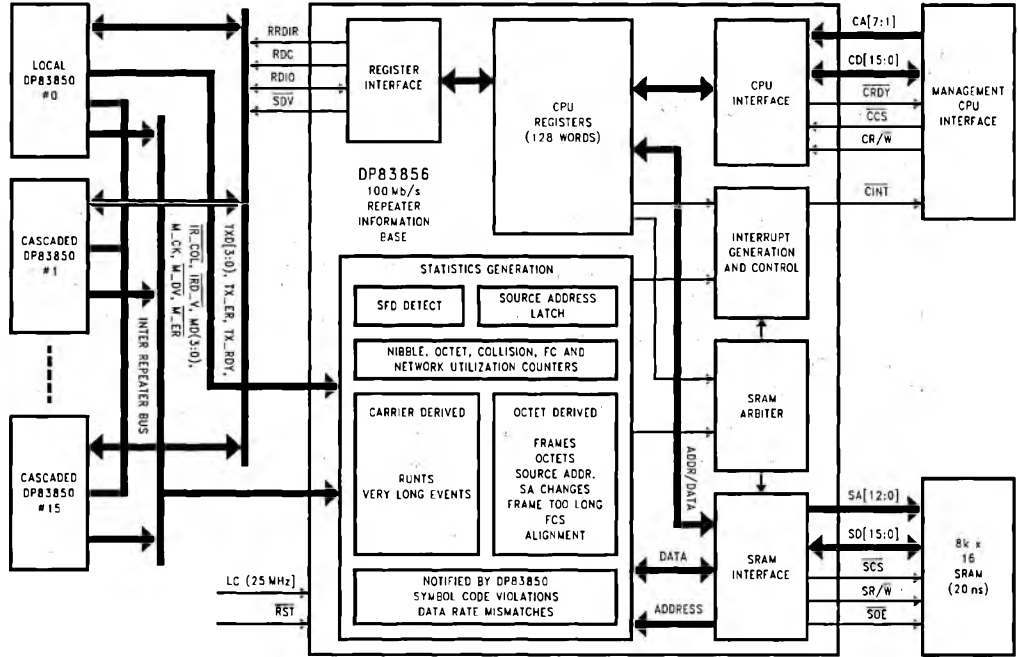 LOCAL
DP83850
#0
CASCADED
DP83850
#1
CASCADED
DP83850
#15
INTER REPEATER BUS
M_CK, M_DV, M_ER
IR_COL, IRD_V, MD(3:0),
TXD[3:0), TX_ER, TX_RDY,
RRDIR
RDC
RDIO
SDV
REGISTER
INTERFACE
CPU
REGISTERS
(128 WORDS)
DP83856
100 Mb/s
REPEATER
INFORMATION
BASE
STATISTICS GENERATION
SFD DETECT
SOURCE ADDRESS
LATCH
NIBBLE, OCTET, COLLISION, FC AND
NETWORK UTILIZATION COUNTERS
CARRIER DERIVED
RUNTS
VERY LONG EVENTS
OCTET DERIVED
FRAMES
OCTETS
SOURCE ADDR.
SA CHANGES
FRAME TOO LONG
FCS
ALIGNMENT
NOTIFIED BY DP83850
SYMBOL CODE VIOLATIONS
DATA RATE MISMATCHES
LC (25 MHz)
RST
CPU
INTERFACE
INTERRUPT
GENERATION
AND CONTROL
SRAM
ARBITER
ADDR/DATA
DATA
ADDRESS
SRAM
INTERFACE
CA[7:1]
CD[15:0]
CRDY
CCS
CR/W
CINT
MANAGEMENT
CPU
INTERFACE
SA[12:0]
SD[15:0]
SCS
SR/W
SOE
8k x
16
SRAM
(20 ns)